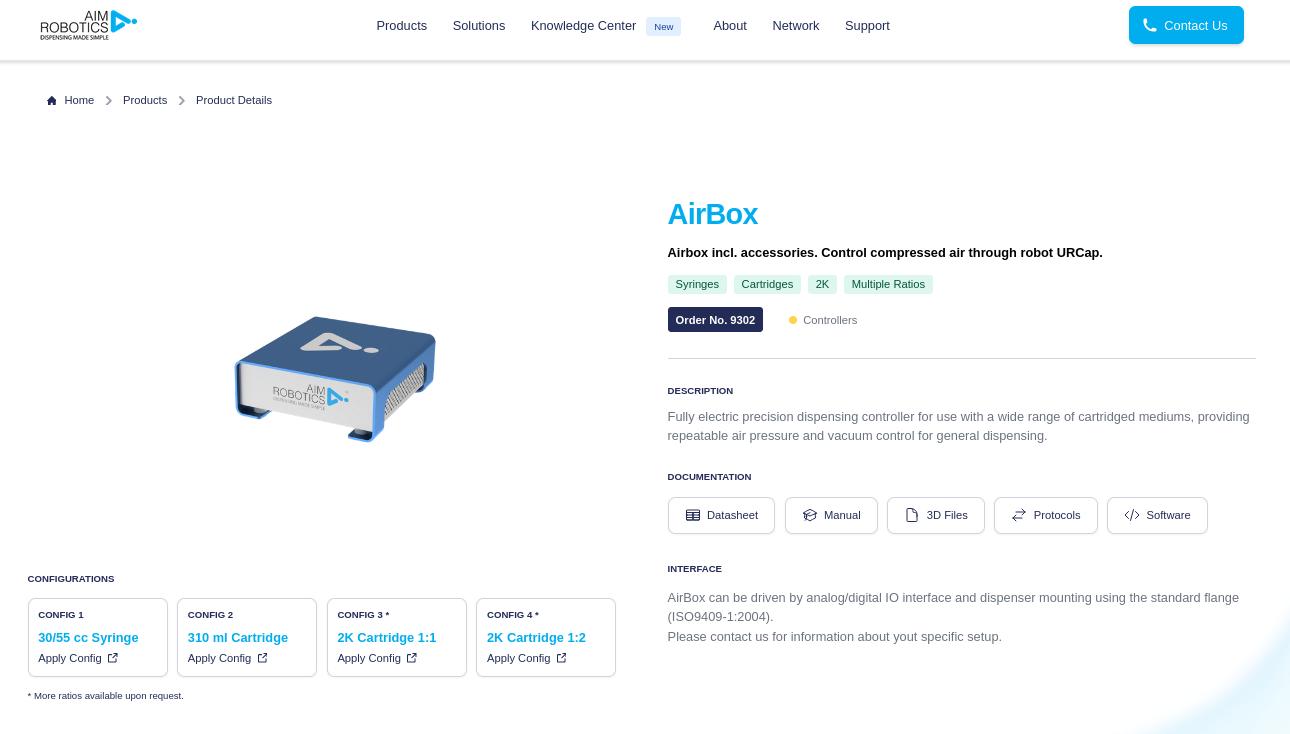 AIM
ROBOTICS
DISPENSING MADE SIMPLE
Products
Solutions
Knowledge Center
New
About
Network
Support
Contact Us
Home
Products
Product Details
AIM
ROBOTICS
DISPENSING MADE SIMPLE
CONFIGURATIONS
CONFIG 1
30/55 cc Syringe
Apply Config
CONFIG 2
310 ml Cartridge
Apply Config
CONFIG 3 *
2K Cartridge 1:1
Apply Config
CONFIG 4 *
2K Cartridge 1:2
Apply Config
* More ratios available upon request.
AirBox
Airbox incl. accessories. Control compressed air through robot URCap.
Syringes
Cartridges
2K
Multiple Ratios
Order No. 9302
Controllers
DESCRIPTION
Fully electric precision dispensing controller for use with a wide range of cartridged mediums, providing
repeatable air pressure and vacuum control for general dispensing.
DOCUMENTATION
Datasheet
Manual
3D Files
Protocols
Software
INTERFACE
AirBox can be driven by analog/digital IO interface and dispenser mounting using the standard flange
(ISO9409-1:2004).
Please contact us for information about yout specific setup.